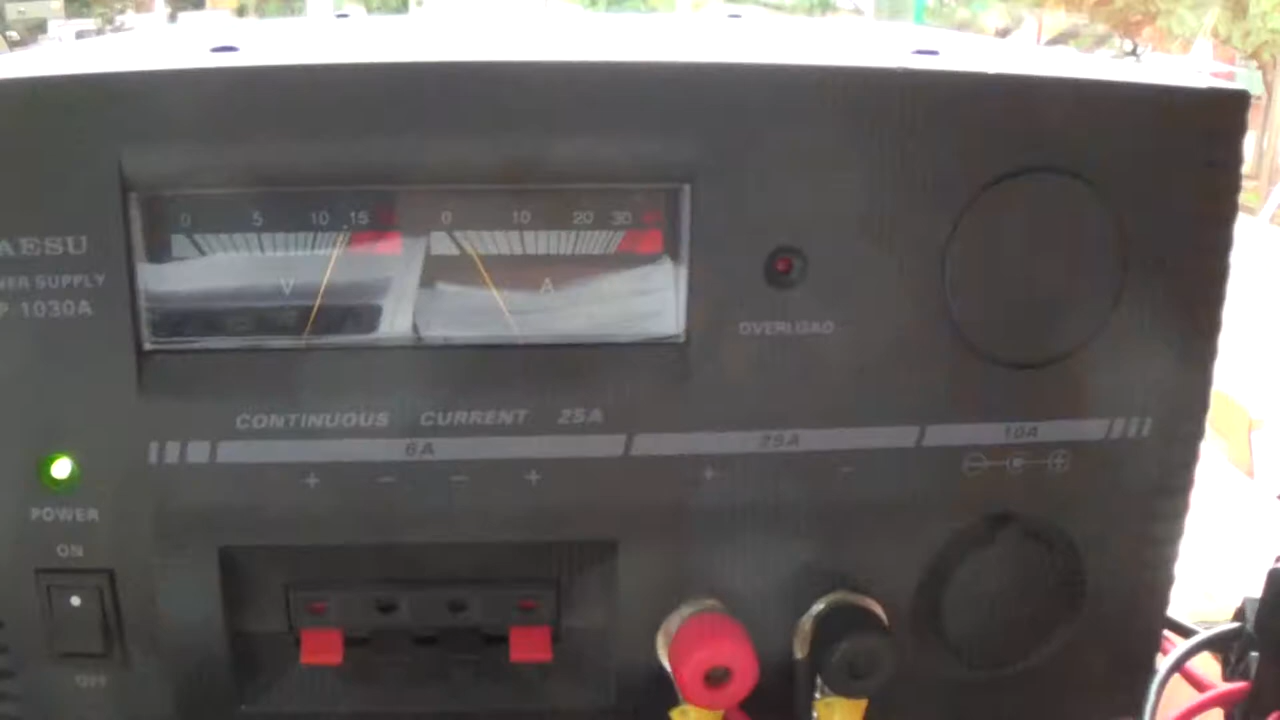 0 5 10 15
0 10 20 30
V
A
AESU
WER SUPPLY
P 1030A
OVERLOAD
CONTINUOUS CURRENT 25A
6A
25A
10A
+ − − +
+ −
POWER
ON
OFF